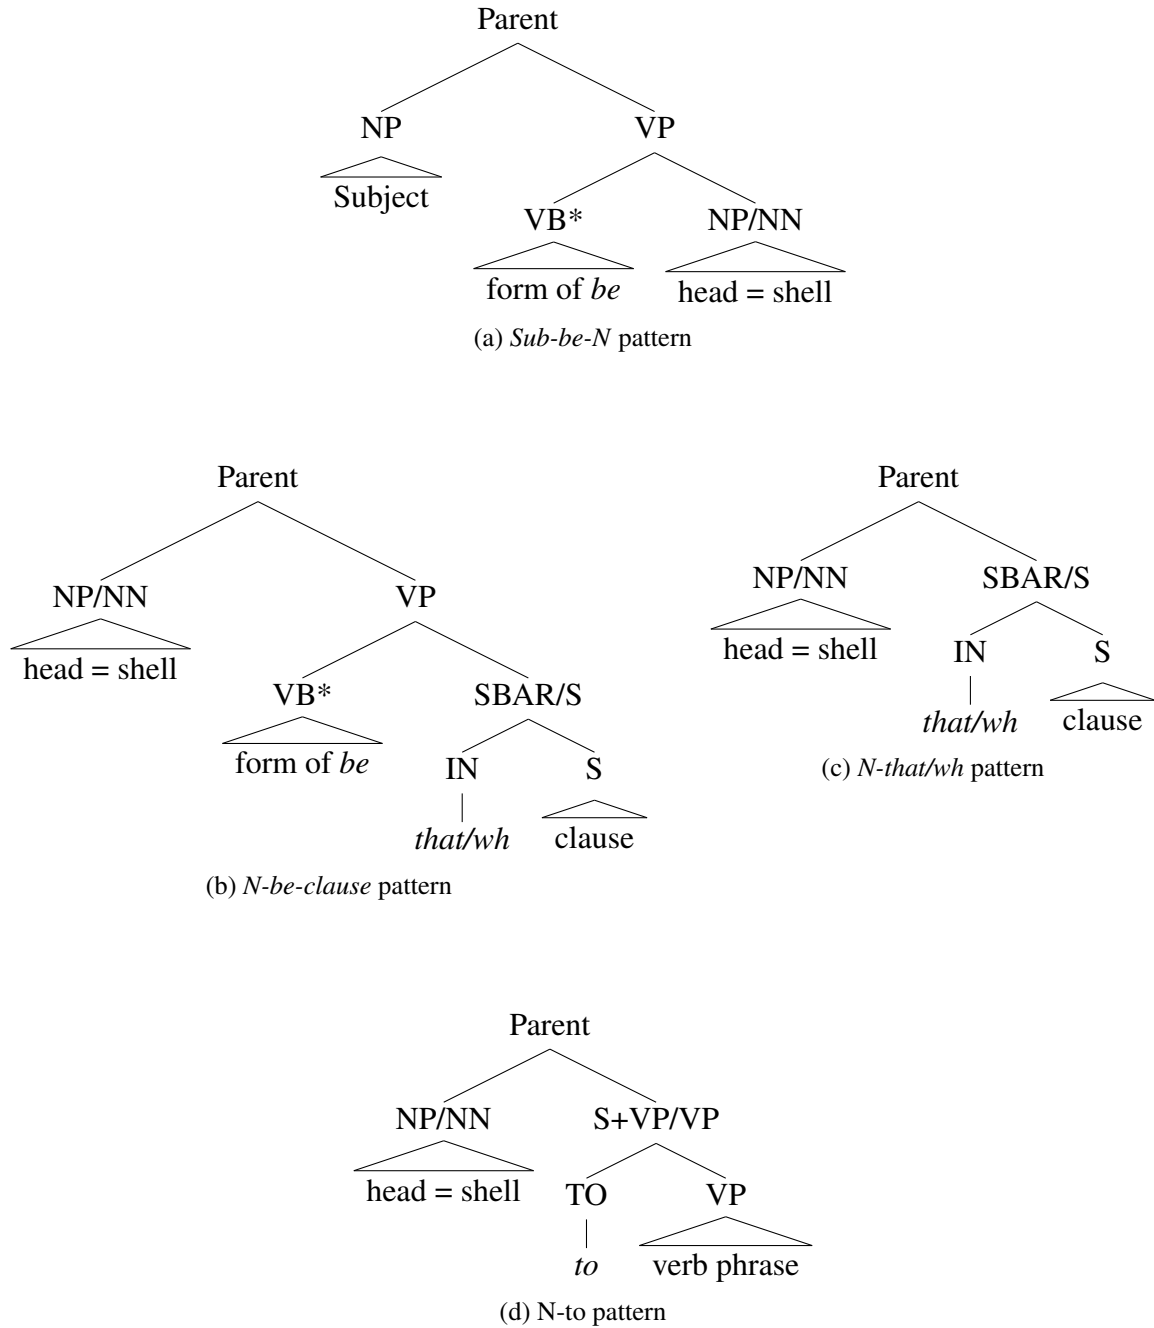 Parent
NP VP
Subject
VB* NP/NN
form of be head = shell
(a) Sub-be-N pattern
Parent
NP/NN VP
head = shell
VB* SBAR/S
form of be
IN S
that/wh clause
(b) N-be-clause pattern
Parent
NP/NN SBAR/S
head = shell
IN S
that/wh clause
(c) N-that/wh pattern
Parent
NP/NN S+VP/VP
head = shell
TO VP
to verb phrase
(d) N-to pattern